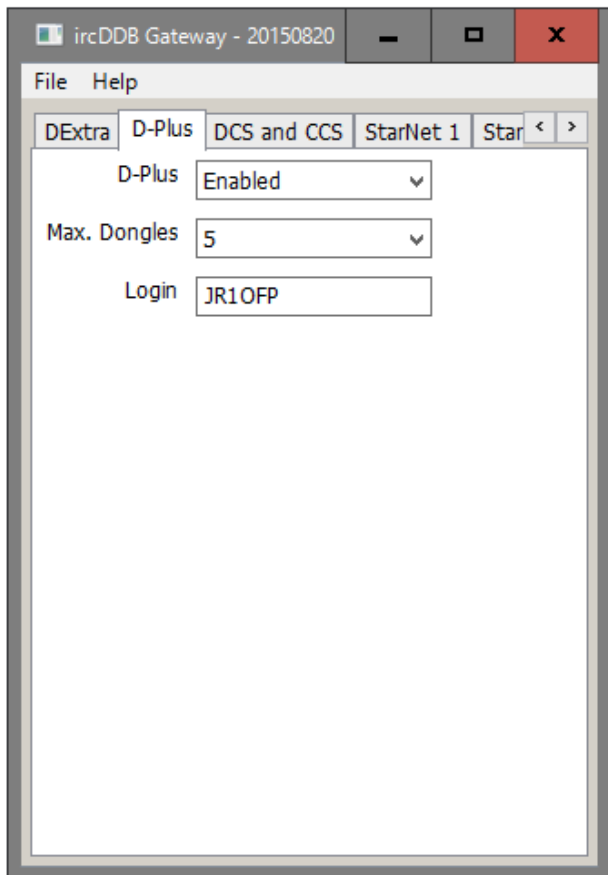 ircDDB Gateway - 20150820
File Help
DExtra D-Plus DCS and CCS StarNet 1 Star
D-Plus Enabled
Max. Dongles 5
Login JR1OFP